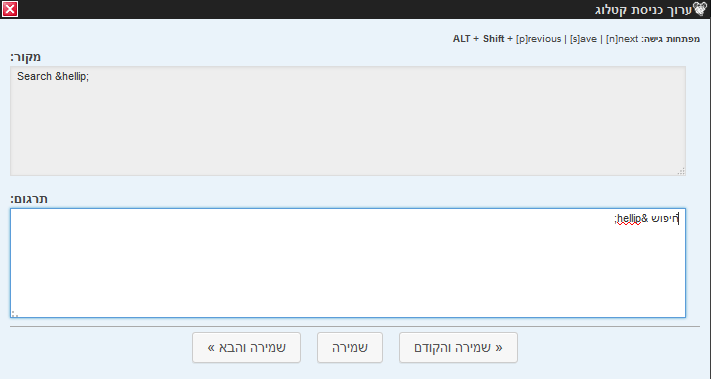 ערוך כניסת קטלוג
מפתחות גישה: ALT + Shift + [p]revious | [s]ave | [n]next
מקור:
Search &hellip;
תרגום:
חיפוש &hellip;
« שמירה והקודם
שמירה
שמירה והבא »